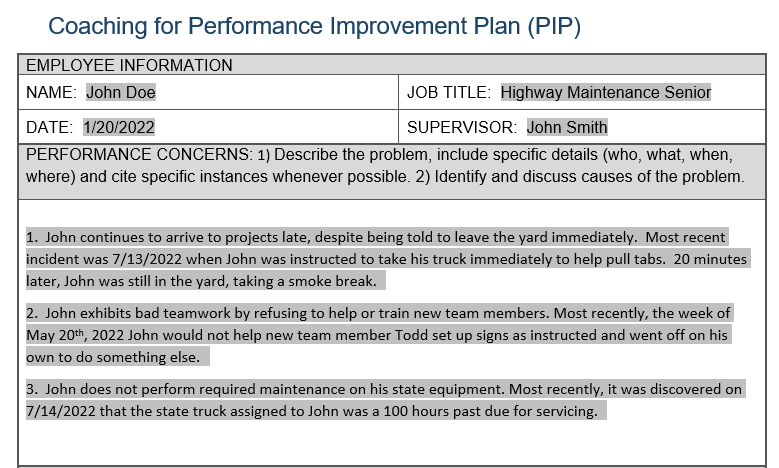 Coaching for Performance Improvement Plan (PIP)
EMPLOYEE INFORMATION
NAME: John Doe
JOB TITLE: Highway Maintenance Senior
DATE: 1/20/2022
SUPERVISOR: John Smith
PERFORMANCE CONCERNS: 1) Describe the problem, include specific details (who, what, when,
where) and cite specific instances whenever possible. 2) Identify and discuss causes of the problem.
1. John continues to arrive to projects late, despite being told to leave the yard immediately. Most recent
incident was 7/13/2022 when John was instructed to take his truck immediately to help pull tabs. 20 minutes
later, John was still in the yard, taking a smoke break.
2. John exhibits bad teamwork by refusing to help or train new team members. Most recently, the week of
May 20th, 2022 John would not help new team member Todd set up signs as instructed and went off on his
own to do something else.
3. John does not perform required maintenance on his state equipment. Most recently, it was discovered on
7/14/2022 that the state truck assigned to John was a 100 hours past due for servicing.